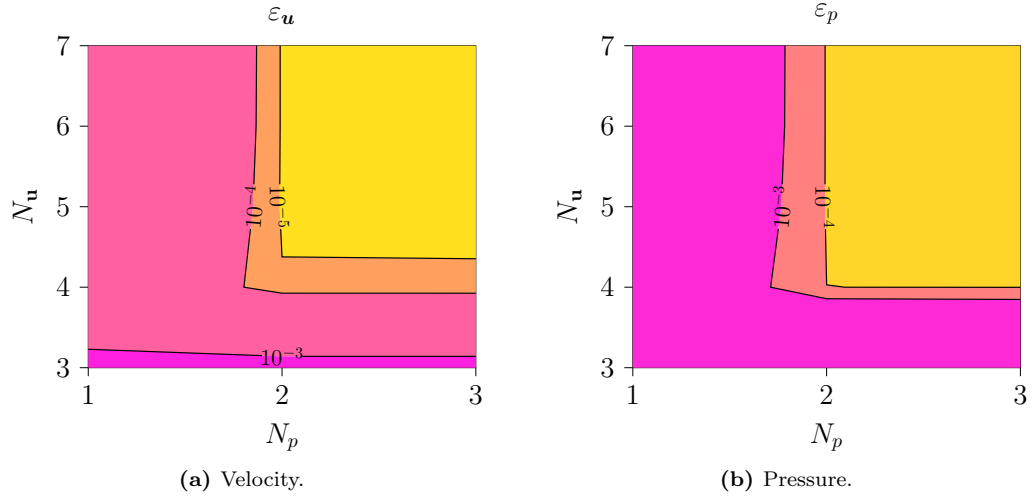 ε_𝒖
7
6
5
4
3
1
2
3
N_𝐮
N_p
10⁻⁴
10⁻⁵
10⁻³
(a) Velocity.
ε_p
7
6
5
4
3
1
2
3
N_𝐮
N_p
10⁻³
10⁻⁴
(b) Pressure.